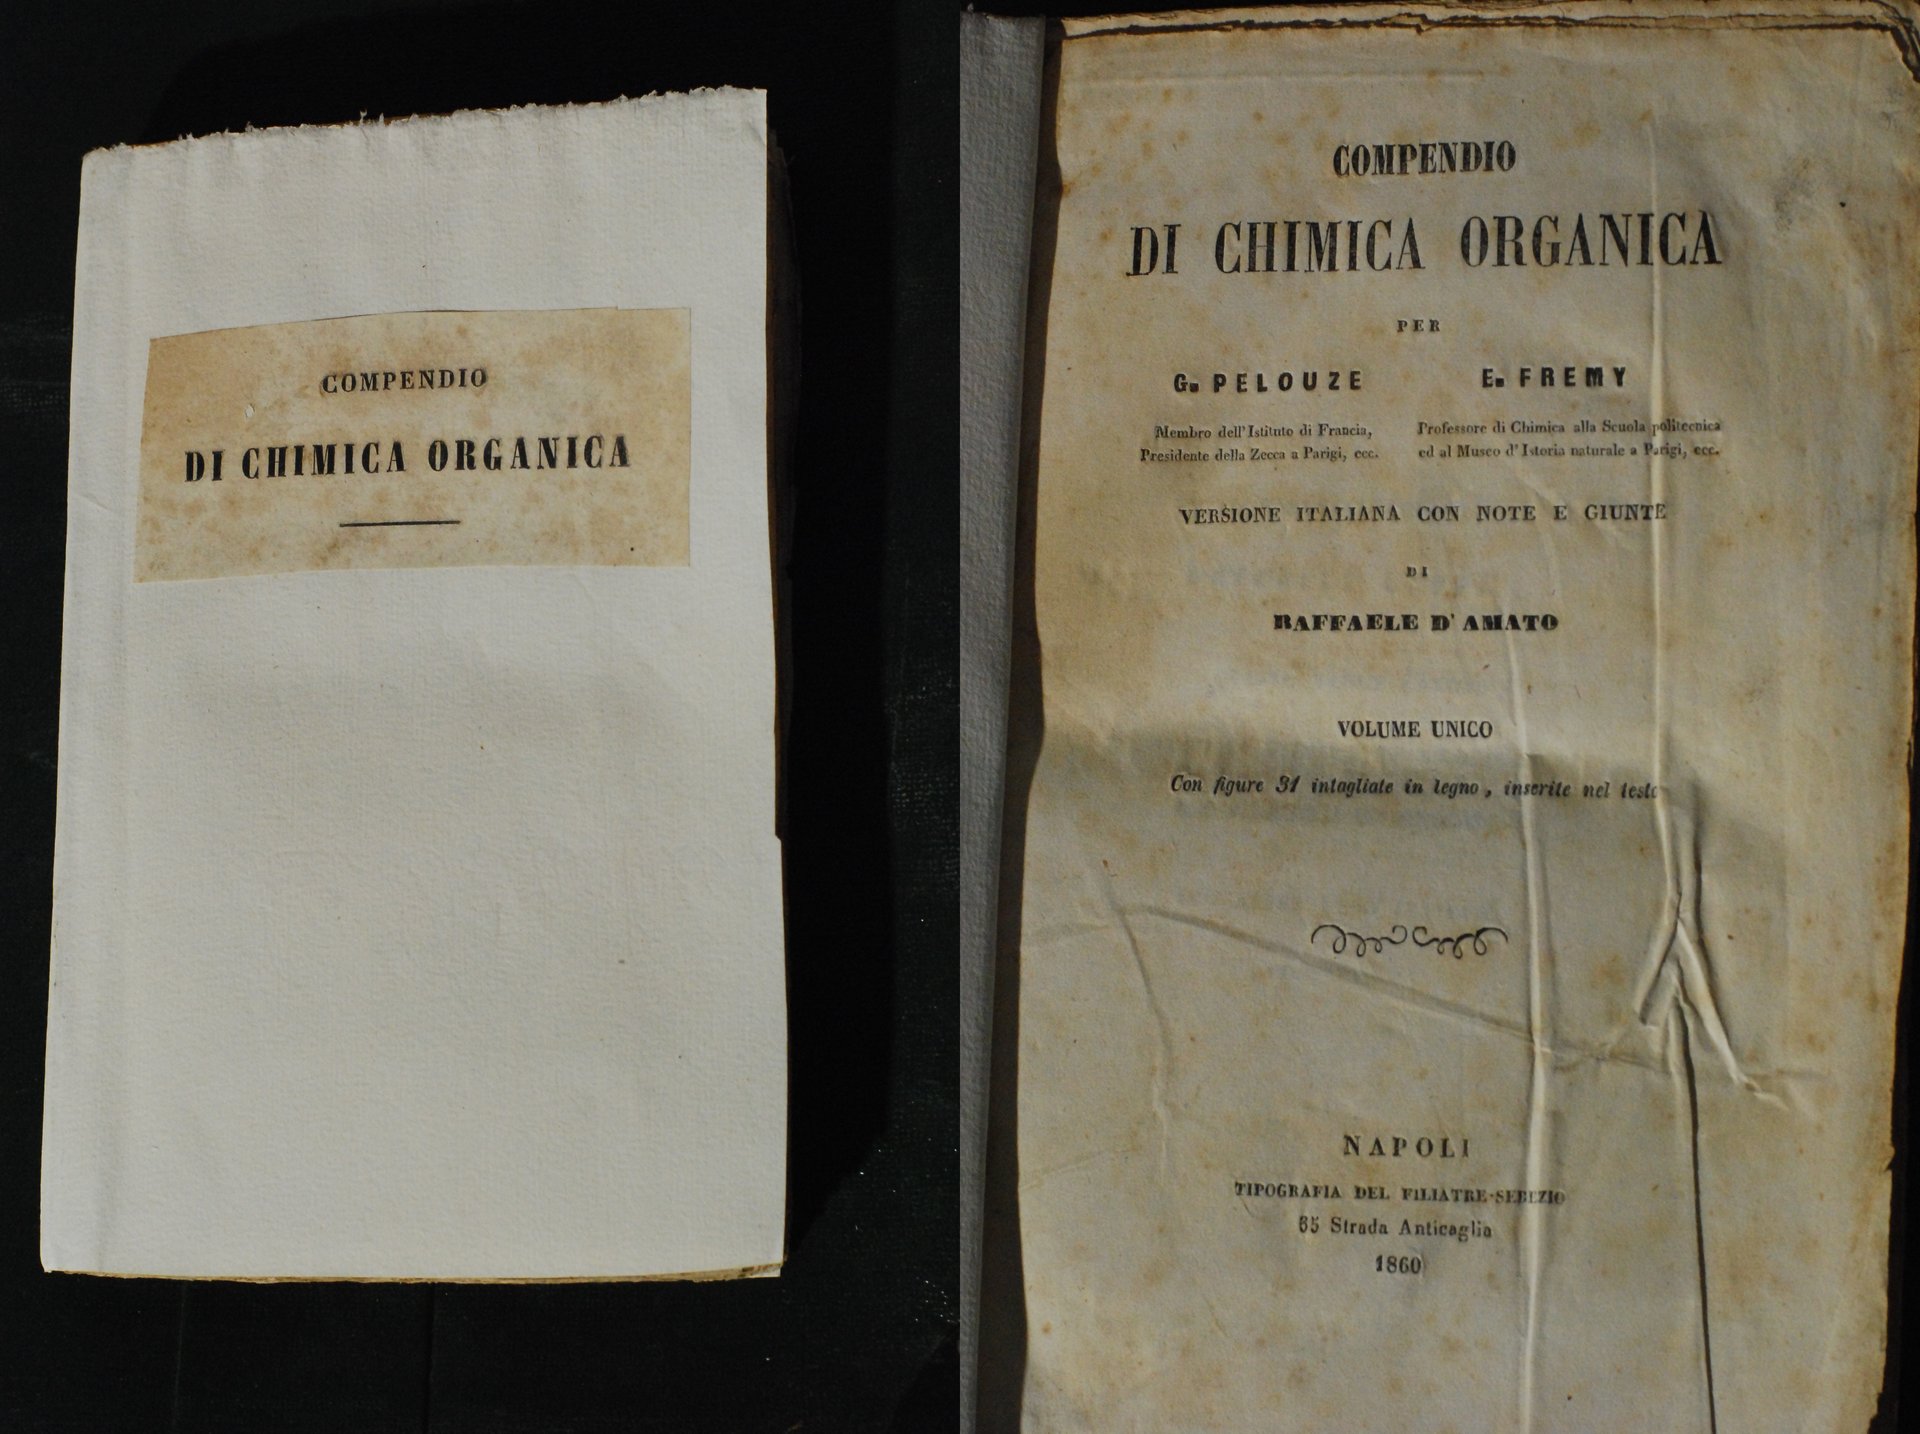 COMPENDIO
DI CHIMICA ORGANICA
COMPENDIO
DI CHIMICA ORGANICA
PER
G. PELOUZE
Membro dell'Istituto di Francia,
Presidente della Zecca a Parigi, ecc.
E. FREMY
Professore di Chimica alla Scuola politecnica
ed al Museo d'Istoria naturale a Parigi, ecc.
VERSIONE ITALIANA CON NOTE E GIUNTE
DI
RAFFAELE D'AMATO
VOLUME UNICO
Con figure 31 intagliate in legno, inserite nel testo
NAPOLI
TIPOGRAFIA DEL FILIATRE-SEBEZIO
65 Strada Anticaglia
1860